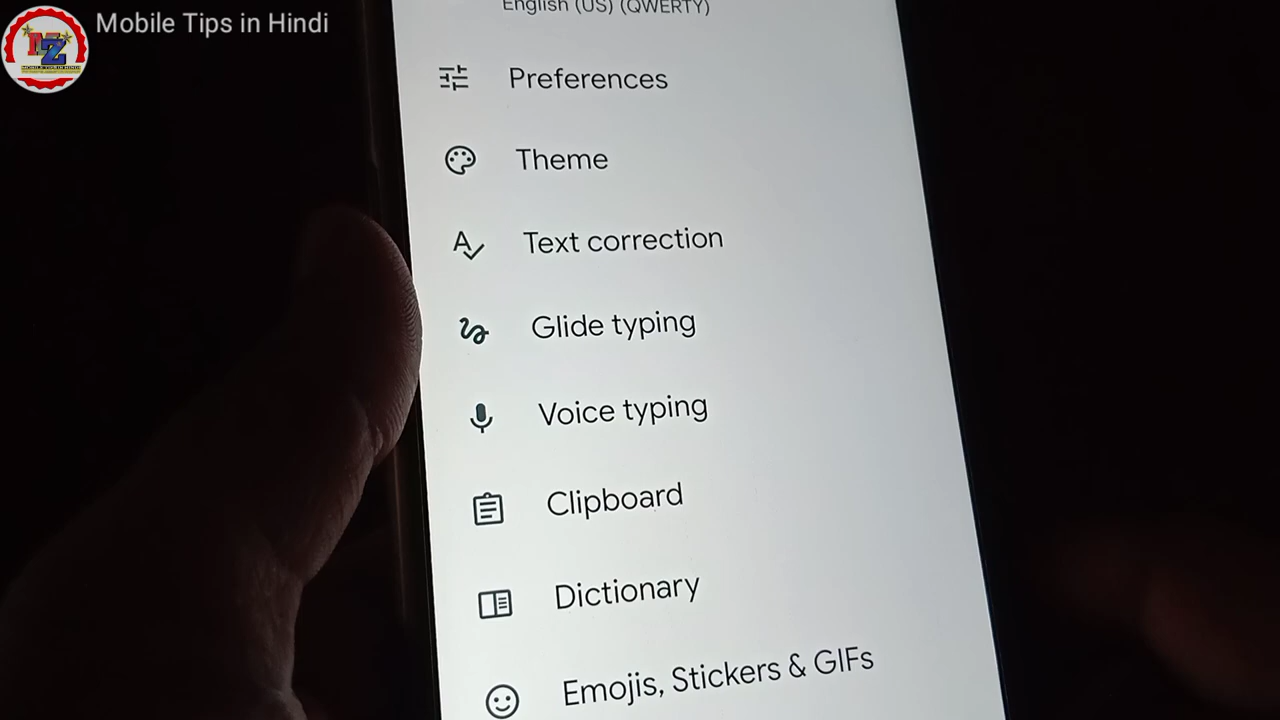 Mobile Tips in Hindi
MZ
English (US) (QWERTY)
Preferences
Theme
Text correction
Glide typing
Voice typing
Clipboard
Dictionary
Emojis, Stickers & GIFs